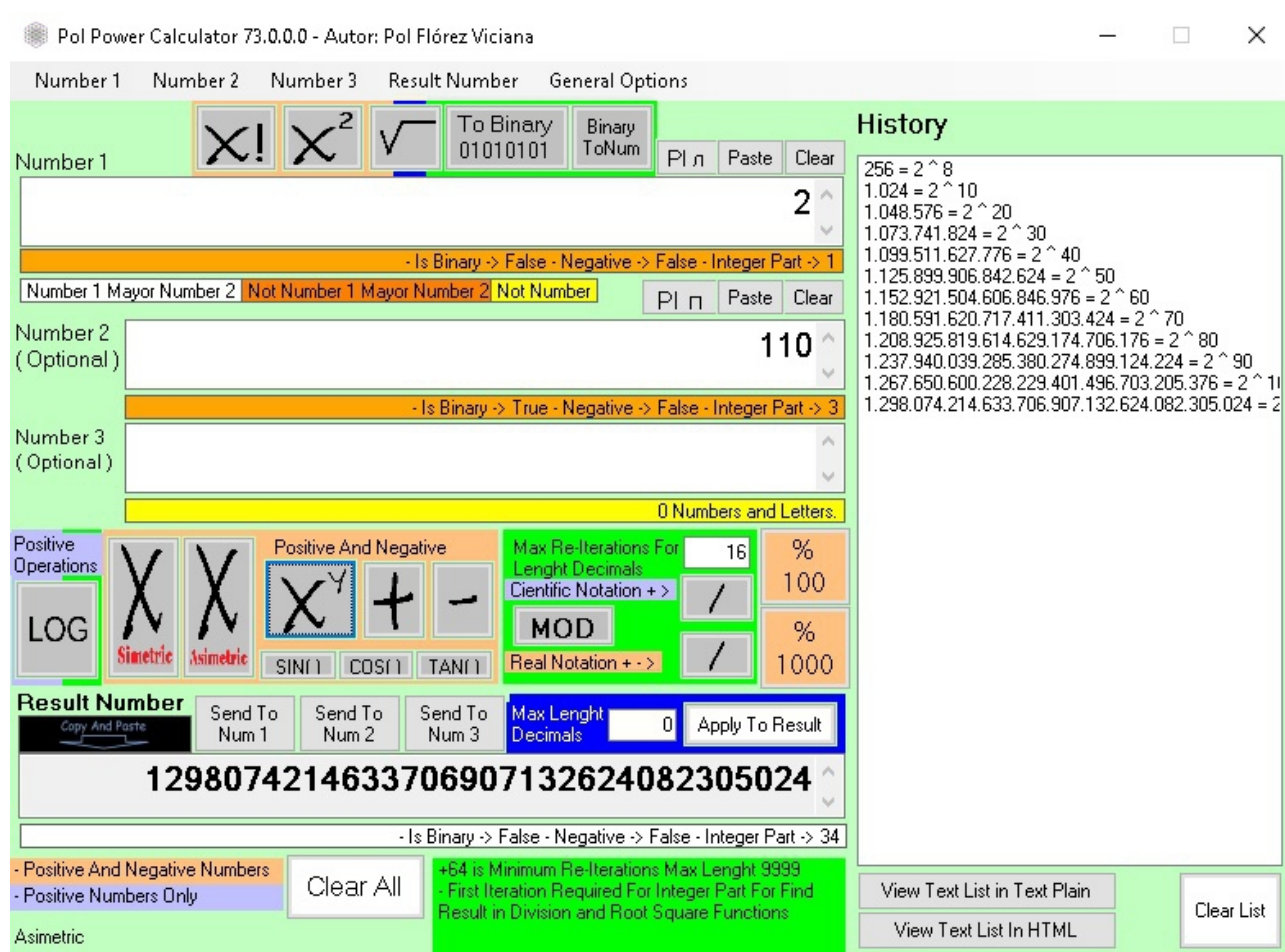 Pol Power Calculator 73.0.0.0 - Autor: Pol Flórez Viciana
Number 1 Number 2 Number 3 Result Number General Options
X! X² √ To Binary 01010101 Binary ToNum PI л Paste Clear
Number 1
2
- Is Binary -> False - Negative -> False - Integer Part -> 1
Number 1 Mayor Number 2 Not Number 1 Mayor Number 2 Not Number PI п Paste Clear
Number 2
( Optional )
110
- Is Binary -> True - Negative -> False - Integer Part -> 3
Number 3
( Optional )
0 Numbers and Letters.
Positive
Operations
LOG
X
Simetric
X
Asimetric
Positive And Negative
X^Y + -
SIN() COS() TAN()
Max Re-Iterations For
Lenght Decimals
16
Cientific Notation + > /
MOD
Real Notation + - > /
%
100
%
1000
Result Number
Copy And Paste
Send To
Num 1
Send To
Num 2
Send To
Num 3
Max Lenght
Decimals
0
Apply To Result
1298074214633706907132624082305024
- Is Binary -> False - Negative -> False - Integer Part -> 34
- Positive And Negative Numbers
- Positive Numbers Only
Asimetric
Clear All
+64 is Minimum Re-Iterations Max Lenght 9999
- First Iteration Required For Integer Part For Find
Result in Division and Root Square Functions
History
256 = 2 ^ 8
1.024 = 2 ^ 10
1.048.576 = 2 ^ 20
1.073.741.824 = 2 ^ 30
1.099.511.627.776 = 2 ^ 40
1.125.899.906.842.624 = 2 ^ 50
1.152.921.504.606.846.976 = 2 ^ 60
1.180.591.620.717.411.303.424 = 2 ^ 70
1.208.925.819.614.629.174.706.176 = 2 ^ 80
1.237.940.039.285.380.274.899.124.224 = 2 ^ 90
1.267.650.600.228.229.401.496.703.205.376 = 2 ^ 1
1.298.074.214.633.706.907.132.624.082.305.024 = 2
View Text List in Text Plain
View Text List In HTML
Clear List